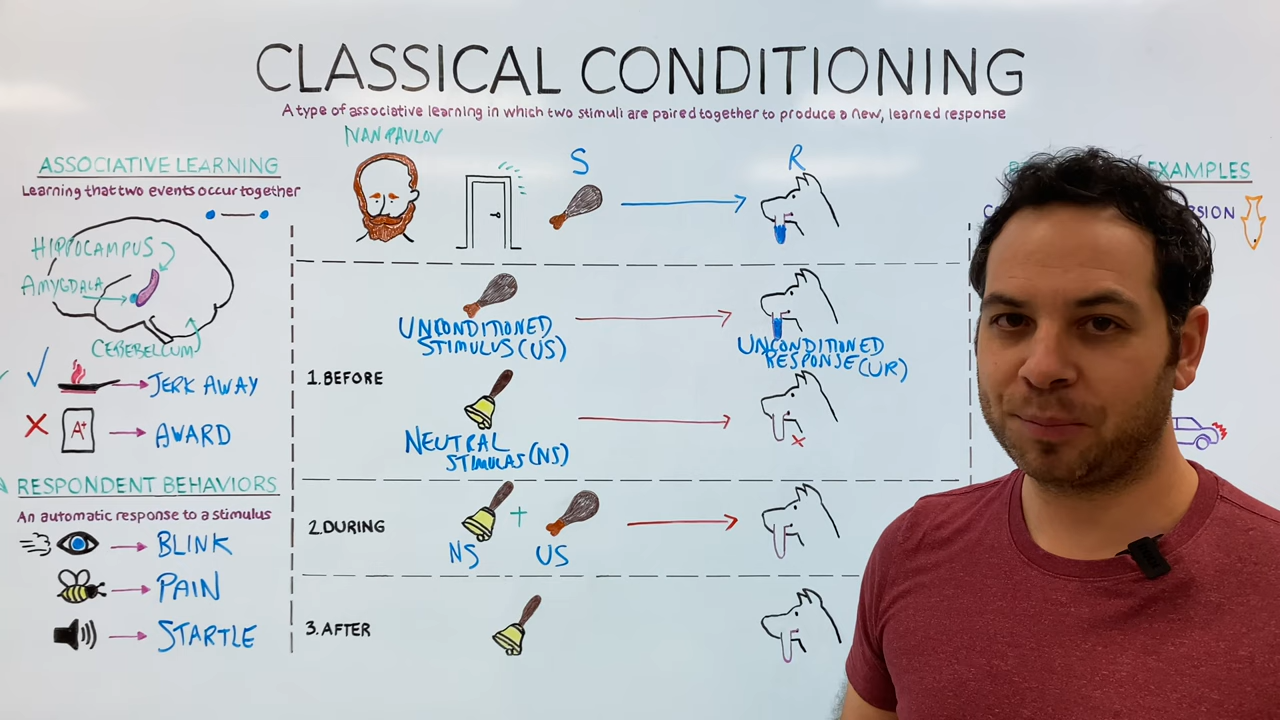 CLASSICAL CONDITIONING
A type of associative learning in which two stimuli are paired together to produce a new, learned response
ASSOCIATIVE LEARNING
Learning that two events occur together
HIPPOCAMPUS
AMYGDALA
CEREBELLUM
JERK AWAY
A+
AWARD
RESPONDENT BEHAVIORS
An automatic response to a stimulus
BLINK
PAIN
STARTLE
IVAN PAVLOV
S
R
1. BEFORE
UNCONDITIONED
STIMULUS (US)
UNCONDITIONED
RESPONSE (UR)
NEUTRAL
STIMULAS (NS)
2. DURING
+
NS
US
3. AFTER
EXAMPLES